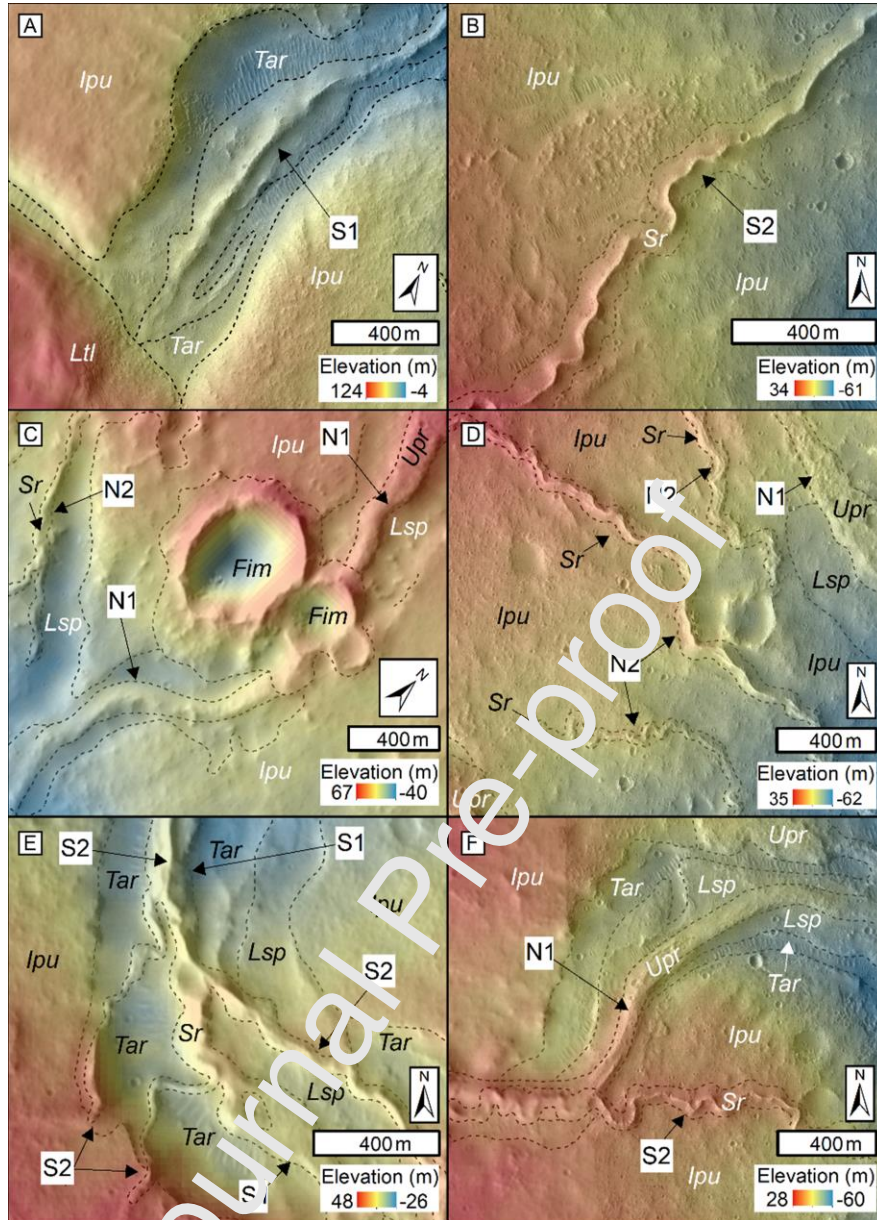 A
Ipu
Tar
S1
Ipu
Ltl
Tar
N
400 m
Elevation (m)
124 -4
B
Ipu
S2
Sr
Ipu
N
400 m
Elevation (m)
34 -61
C
Ipu
N1
Upr
Sr
N2
Lsp
Fim
Fim
Lsp
N1
Ipu
N
400 m
Elevation (m)
67 -40
D
Ipu
Sr
N2
N1
Upr
Sr
Lsp
Ipu
Ipu
N2
Sr
N
400 m
Upr
Elevation (m)
35 -62
E
S2
Tar
S1
Tar
Ipu
Ipu
Lsp
S2
Sr
Tar
Tar
Lsp
N
Tar
400 m
S2
Elevation (m)
48 -26
F
Upr
Ipu
Tar
Lsp
Lsp
N1
Upr
Tar
Ipu
N
Sr
400 m
S2
Ipu
Elevation (m)
28 -60
Journal Pre-proof